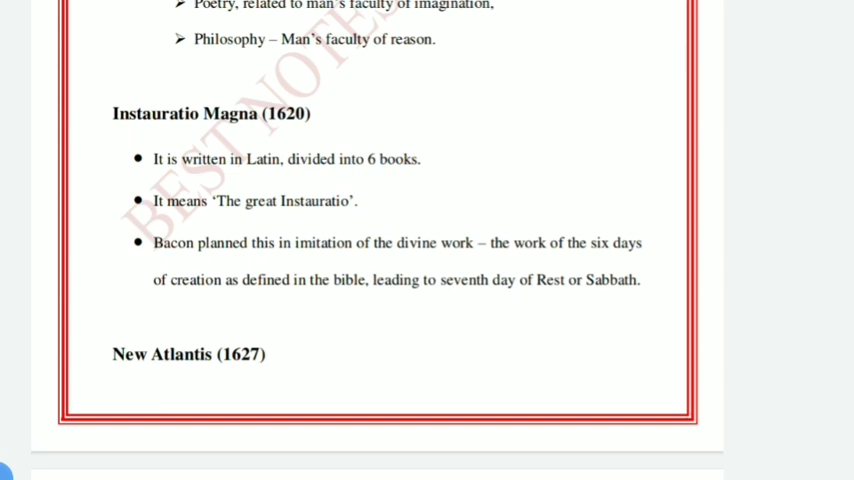 ➢ Poetry, related to man's faculty of imagination,
➢ Philosophy – Man's faculty of reason.
Instauratio Magna (1620)
● It is written in Latin, divided into 6 books.
● It means 'The great Instauratio'.
● Bacon planned this in imitation of the divine work – the work of the six days
of creation as defined in the bible, leading to seventh day of Rest or Sabbath.
New Atlantis (1627)
BEST NOTES